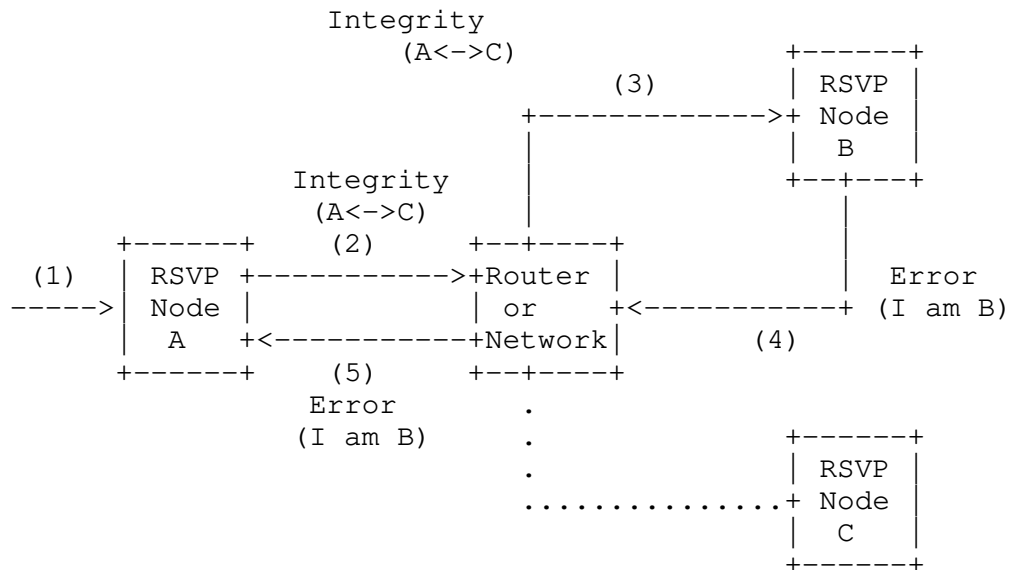 Integrity
(A<->C)
+------+
(3) | RSVP |
+------------->+ Node |
| | B |
Integrity | +--+---+
(A<->C) | |
+------+ (2) +--+----+ |
(1) | RSVP +----------->+Router | | Error
----->| Node | | or +<-----------+ (I am B)
| A +<-----------+Network| (4)
+------+ (5) +--+----+
Error .
(I am B) . +------+
. | RSVP |
...............+ Node |
| C |
+------+